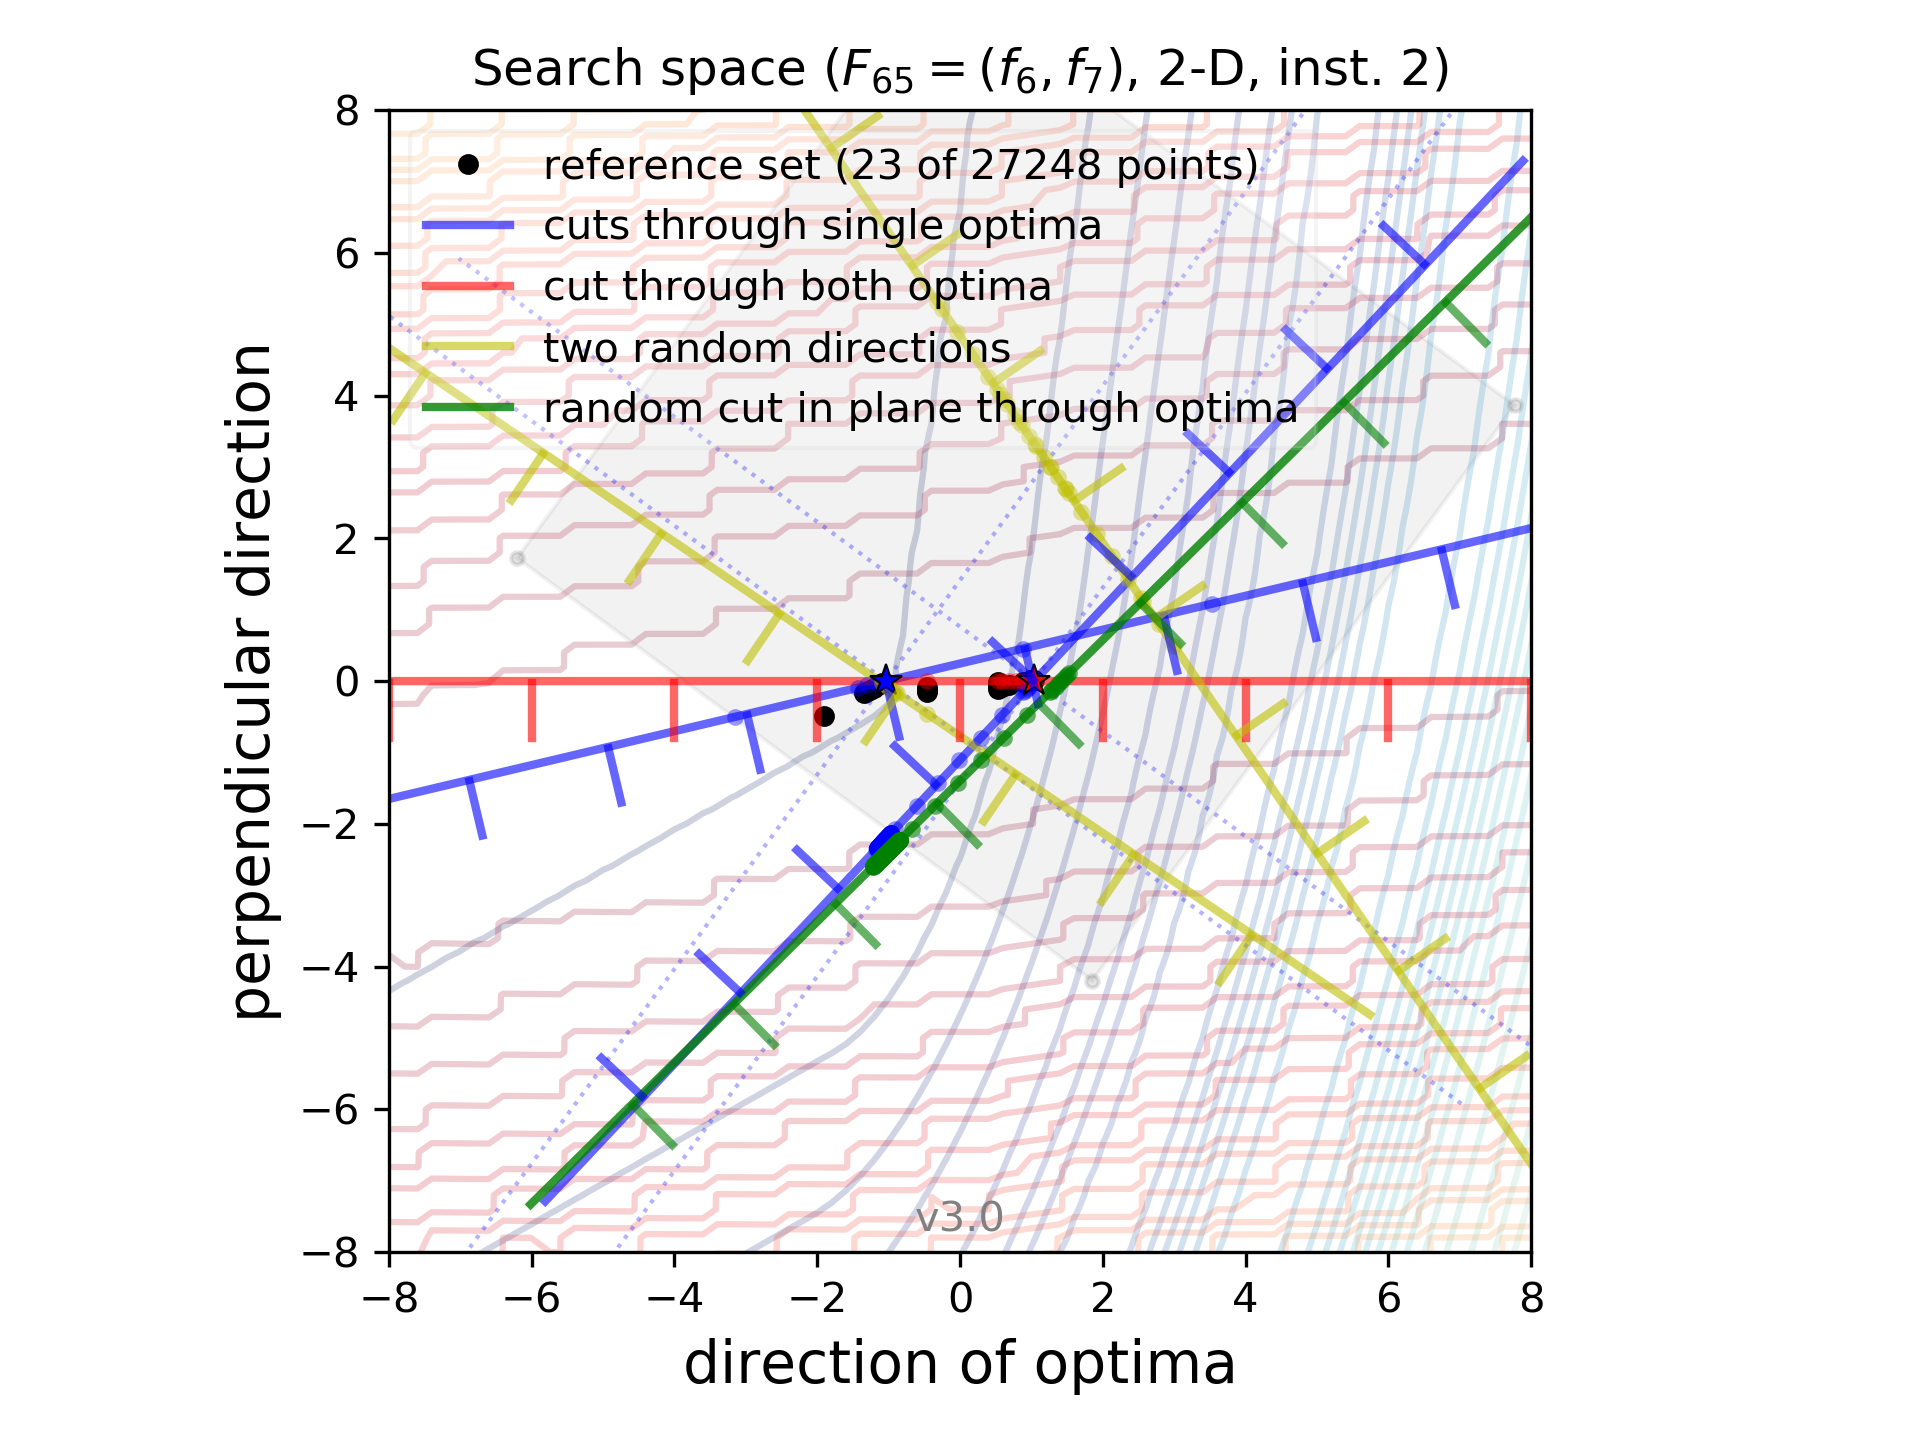 Search space (F₆₅ = (f₆, f₇), 2-D, inst. 2)
reference set (23 of 27248 points)
cuts through single optima
cut through both optima
two random directions
random cut in plane through optima
perpendicular direction
8
6
4
2
0
−2
−4
−6
−8
v3.0
−8 −6 −4 −2 0 2 4 6 8
direction of optima